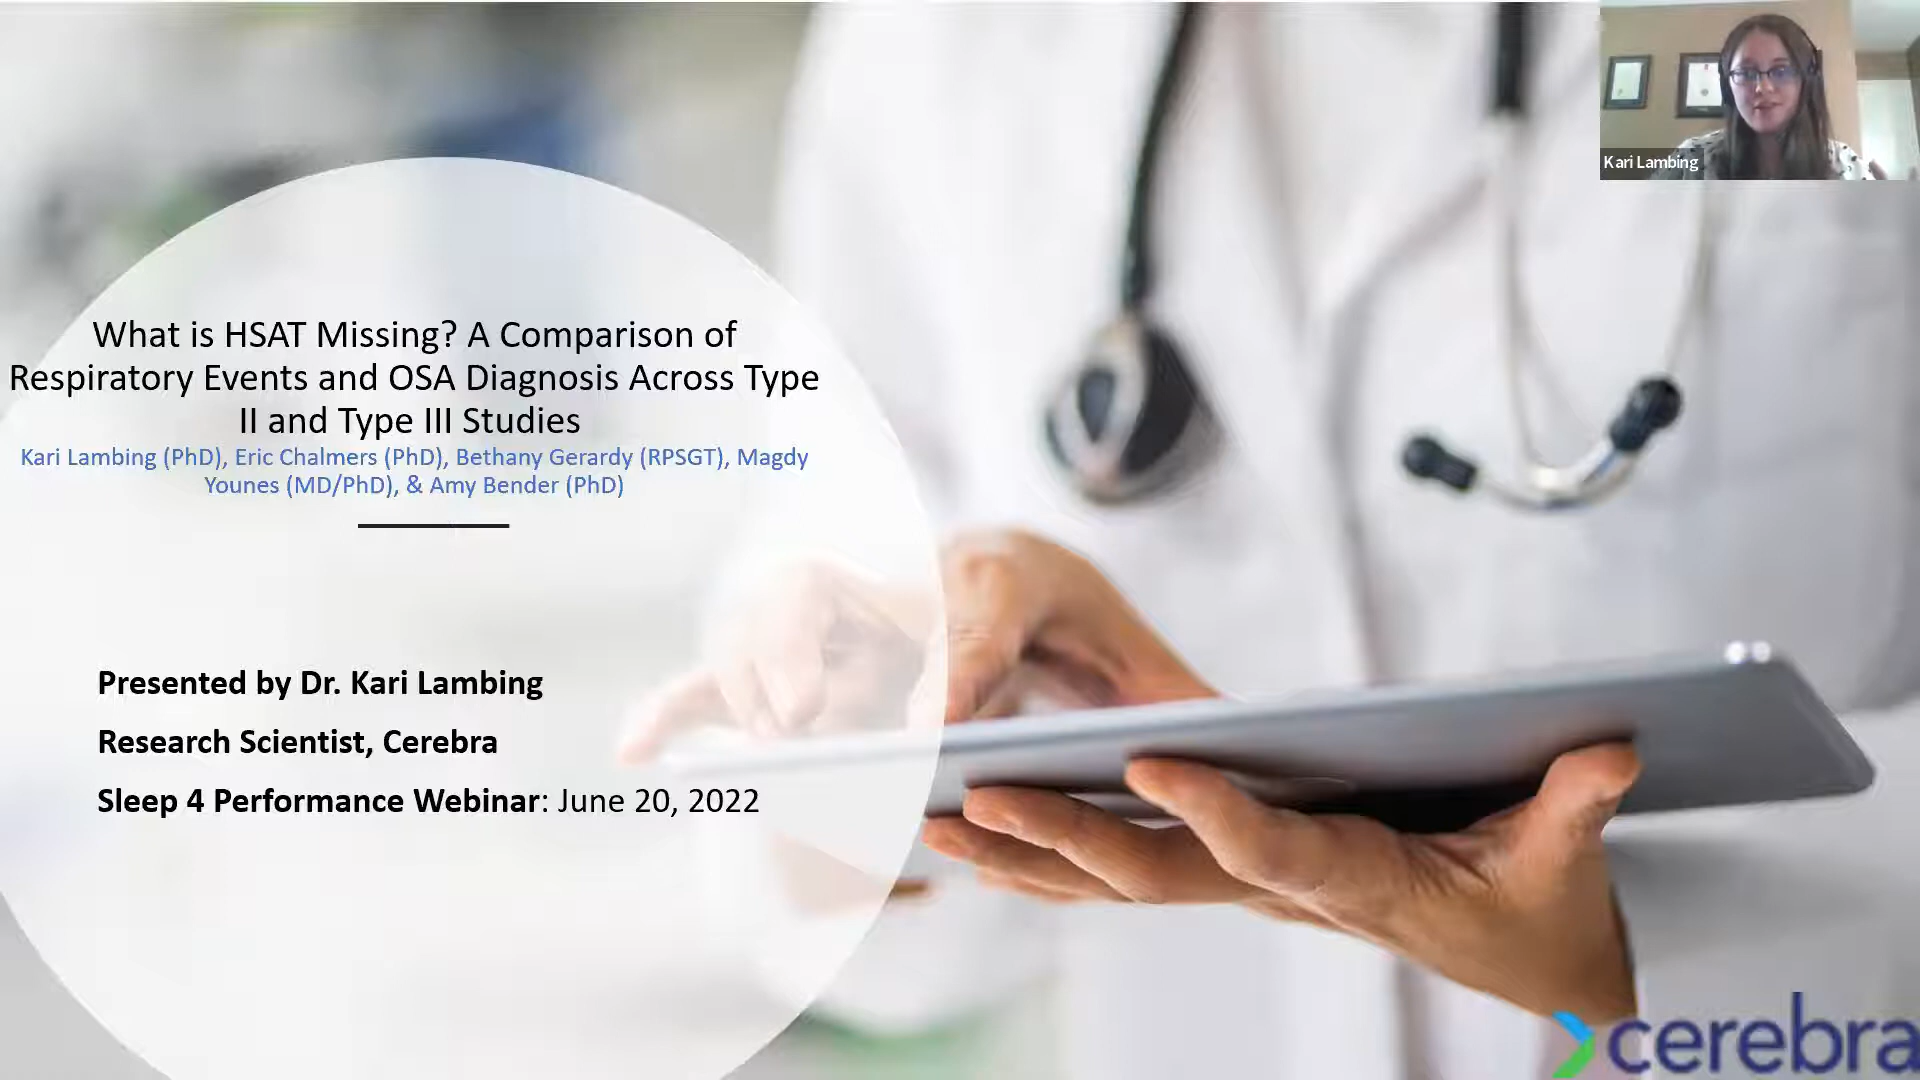 What is HSAT Missing? A Comparison of
Respiratory Events and OSA Diagnosis Across Type
II and Type III Studies
Kari Lambing (PhD), Eric Chalmers (PhD), Bethany Gerardy (RPSGT), Magdy
Younes (MD/PhD), & Amy Bender (PhD)
Presented by Dr. Kari Lambing
Research Scientist, Cerebra
Sleep 4 Performance Webinar: June 20, 2022
Kari Lambing
cerebra